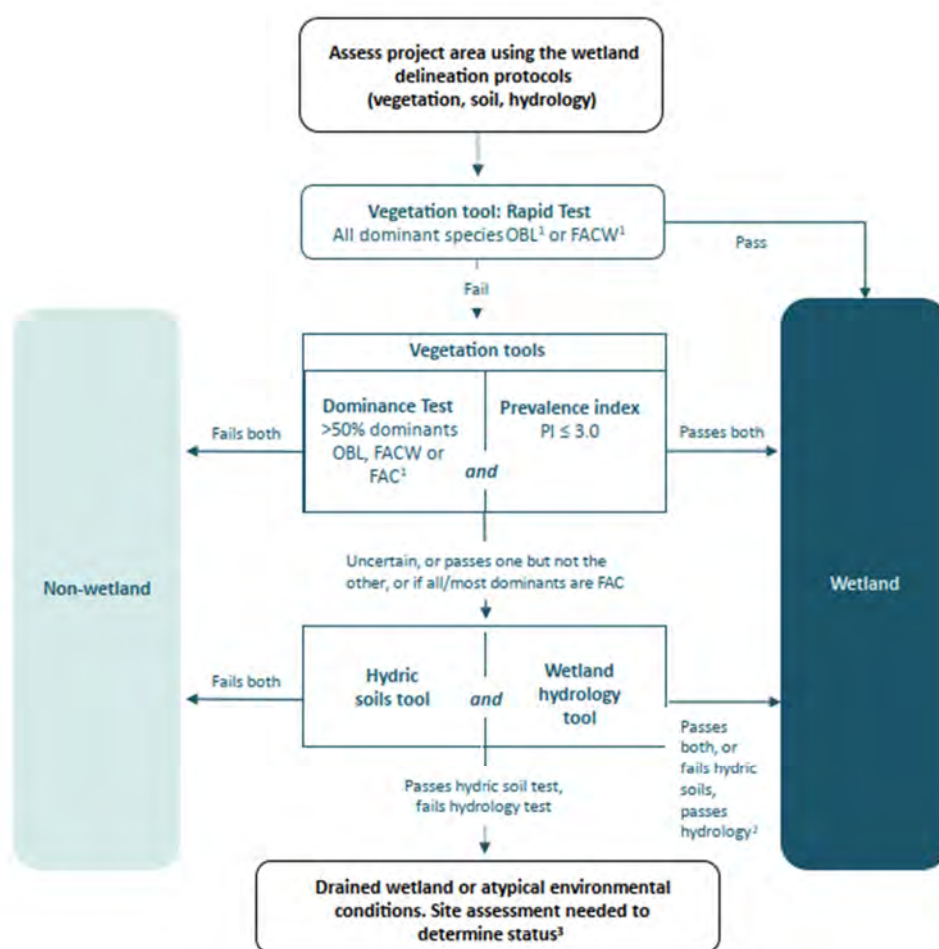 Assess project area using the wetland
delineation protocols
(vegetation, soil, hydrology)
Vegetation tool: Rapid Test
All dominant species OBL¹ or FACW¹
Pass
Fail
Vegetation tools
Dominance Test
>50% dominants
OBL, FACW or
FAC¹
and
Prevalence index
PI ≤ 3.0
Fails both
Passes both
Uncertain, or passes one but not the
other, or if all/most dominants are FAC
Non-wetland
Wetland
Fails both
Hydric
soils tool
and
Wetland
hydrology
tool
Passes
both, or
fails hydric
soils,
passes
hydrology²
Passes hydric soil test,
fails hydrology test
Drained wetland or atypical environmental
conditions. Site assessment needed to
determine status³